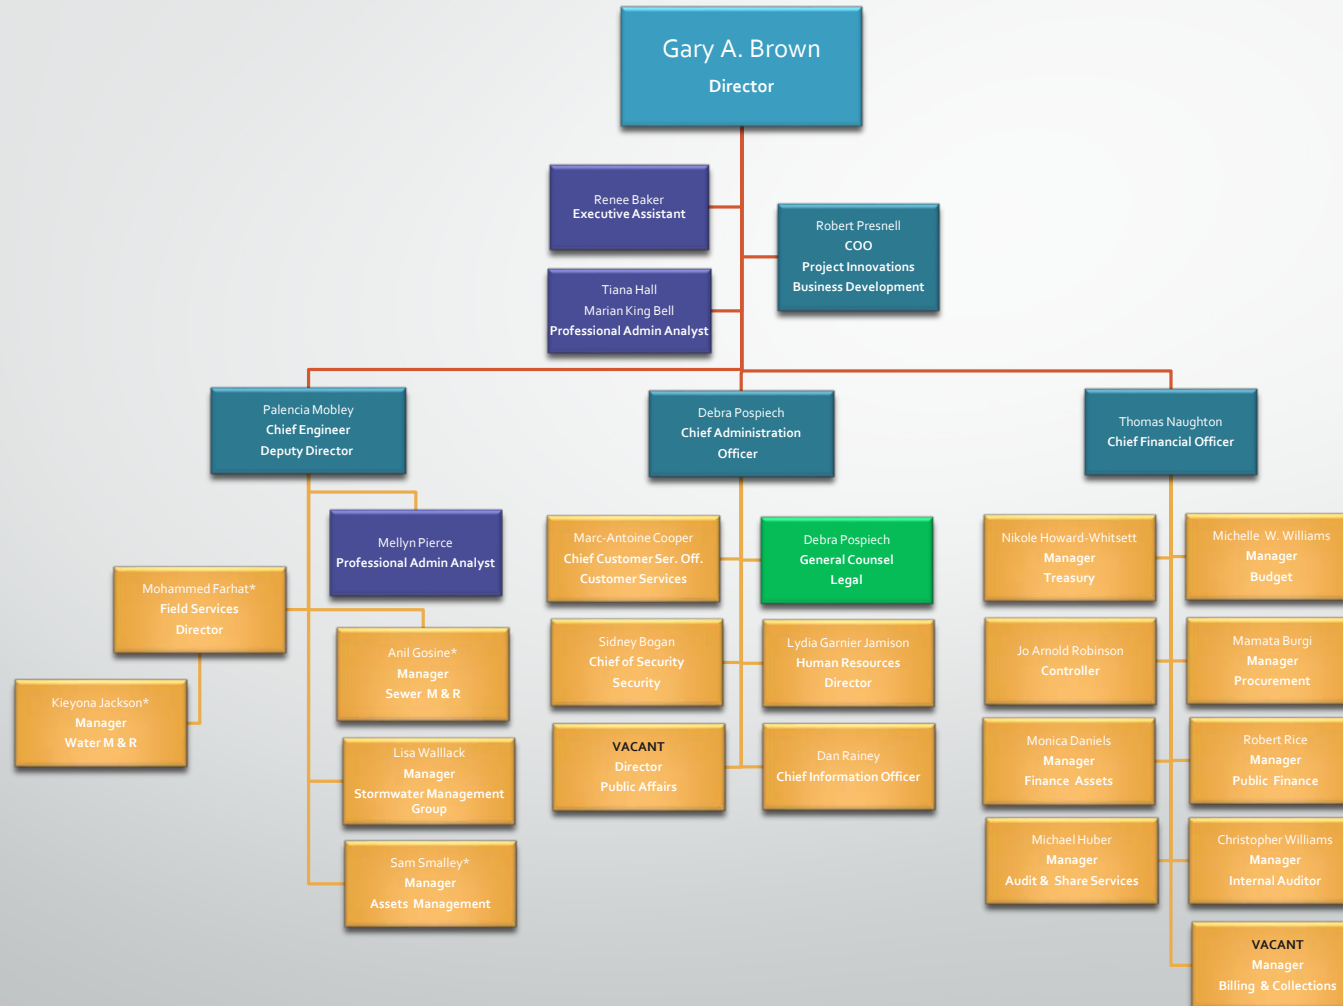 Gary A. Brown
Director
Renee Baker
Executive Assistant
Robert Presnell
COO
Project Innovations
Business Development
Tiana Hall
Marian King Bell
Professional Admin Analyst
Palencia Mobley
Chief Engineer
Deputy Director
Debra Pospiech
Chief Administration
Officer
Thomas Naughton
Chief Financial Officer
Mellyn Pierce
Professional Admin Analyst
Mohammed Farhat*
Field Services
Director
Anil Gosine*
Manager
Sewer M & R
Kieyona Jackson*
Manager
Water M & R
Lisa Walllack
Manager
Stormwater Management
Group
Sam Smalley*
Manager
Assets Management
Marc-Antoine Cooper
Chief Customer Ser. Off.
Customer Services
Debra Pospiech
General Counsel
Legal
Sidney Bogan
Chief of Security
Security
Lydia Garnier Jamison
Human Resources
Director
VACANT
Director
Public Affairs
Dan Rainey
Chief Information Officer
Nikole Howard-Whitsett
Manager
Treasury
Michelle W. Williams
Manager
Budget
Jo Arnold Robinson
Controller
Mamata Burgi
Manager
Procurement
Monica Daniels
Manager
Finance Assets
Robert Rice
Manager
Public Finance
Michael Huber
Manager
Audit & Share Services
Christopher Williams
Manager
Internal Auditor
VACANT
Manager
Billing & Collections